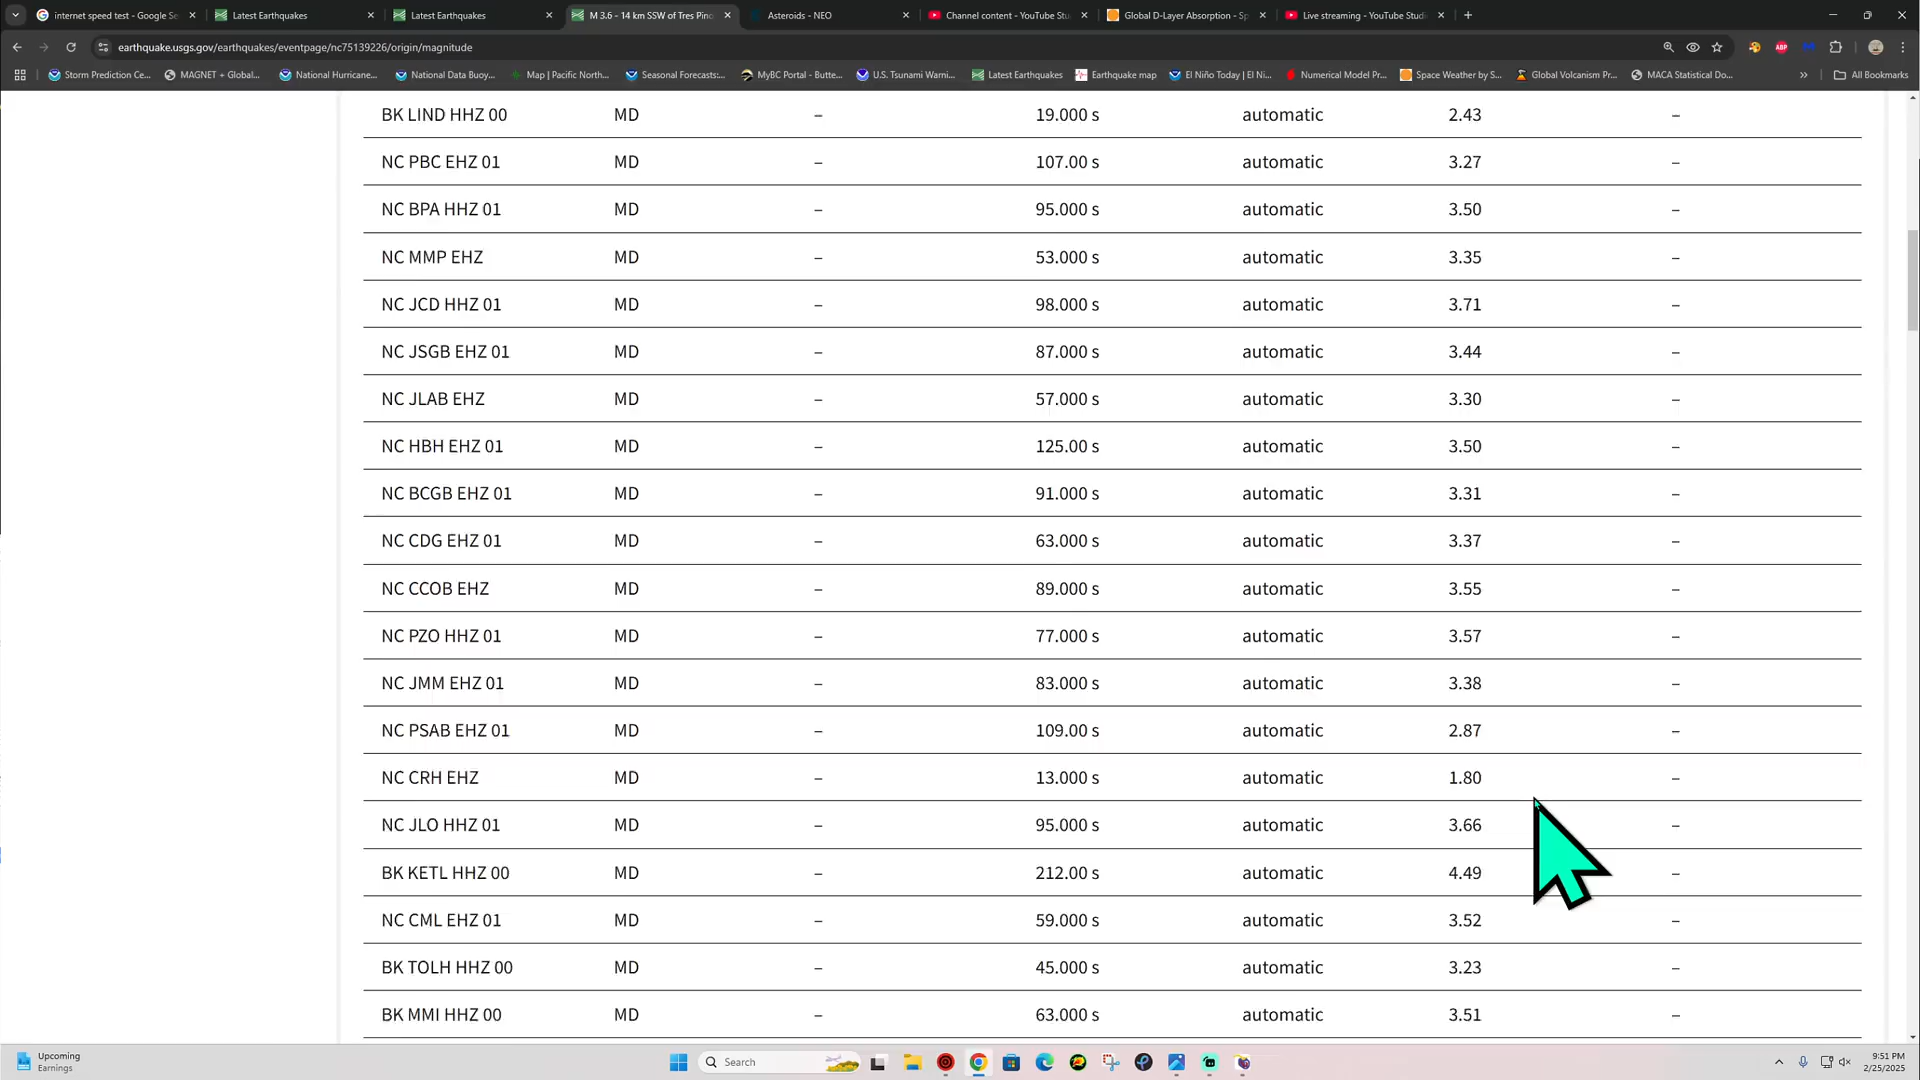 internet speed test - Google Se
Latest Earthquakes
Latest Earthquakes
M 3.6 - 14 km SSW of Tres Pino
Asteroids - NEO
Channel content - YouTube Stu
Global D-Layer Absorption - Sp
Live streaming - YouTube Studi
earthquake.usgs.gov/earthquakes/eventpage/nc75139226/origin/magnitude
ABP
Storm Prediction Ce...
MAGNET + Global...
National Hurricane...
National Data Buoy...
Map | Pacific North...
Seasonal Forecasts:...
MyBC Portal - Butte...
U.S. Tsunami Warni...
Latest Earthquakes
Earthquake map
El Niño Today | El Ni...
Numerical Model Pr...
Space Weather by S...
Global Volcanism Pr...
MACA Statistical Do...
All Bookmarks
BK LIND HHZ 00 MD – 19.000 s automatic 2.43 –
NC PBC EHZ 01 MD – 107.00 s automatic 3.27 –
NC BPA HHZ 01 MD – 95.000 s automatic 3.50 –
NC MMP EHZ MD – 53.000 s automatic 3.35 –
NC JCD HHZ 01 MD – 98.000 s automatic 3.71 –
NC JSGB EHZ 01 MD – 87.000 s automatic 3.44 –
NC JLAB EHZ MD – 57.000 s automatic 3.30 –
NC HBH EHZ 01 MD – 125.00 s automatic 3.50 –
NC BCGB EHZ 01 MD – 91.000 s automatic 3.31 –
NC CDG EHZ 01 MD – 63.000 s automatic 3.37 –
NC CCOB EHZ MD – 89.000 s automatic 3.55 –
NC PZO HHZ 01 MD – 77.000 s automatic 3.57 –
NC JMM EHZ 01 MD – 83.000 s automatic 3.38 –
NC PSAB EHZ 01 MD – 109.00 s automatic 2.87 –
NC CRH EHZ MD – 13.000 s automatic 1.80 –
NC JLO HHZ 01 MD – 95.000 s automatic 3.66 –
BK KETL HHZ 00 MD – 212.00 s automatic 4.49 –
NC CML EHZ 01 MD – 59.000 s automatic 3.52 –
BK TOLH HHZ 00 MD – 45.000 s automatic 3.23 –
BK MMI HHZ 00 MD – 63.000 s automatic 3.51 –
Upcoming
Earnings
Search
9:51 PM
2/25/2025